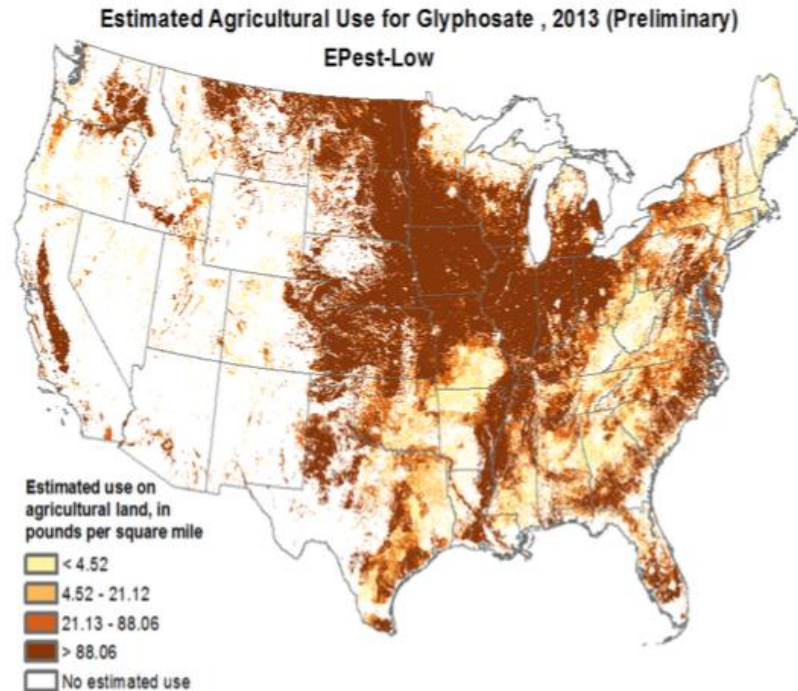 Estimated Agricultural Use for Glyphosate , 2013 (Preliminary)
EPest-Low
Estimated use on
agricultural land, in
pounds per square mile
< 4.52
4.52 - 21.12
21.13 - 88.06
> 88.06
No estimated use